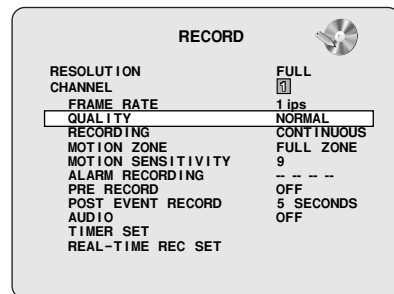 RECORD
RESOLUTION FULL
CHANNEL 1
FRAME RATE 1 ips
QUALITY NORMAL
RECORDING CONTINUOUS
MOTION ZONE FULL ZONE
MOTION SENSITIVITY 9
ALARM RECORDING -- -- -- --
PRE RECORD OFF
POST EVENT RECORD 5 SECONDS
AUDIO OFF
TIMER SET
REAL-TIME REC SET